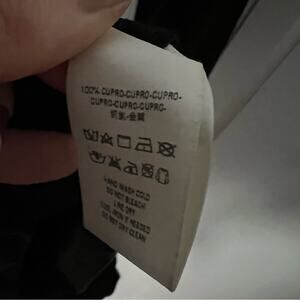 100% -CUPRO-CUPRO-CUPRO-
CUPRO-CUPRO-CUPRO-
HAND WASH COLD
DO NOT BLEACH
LINE DRY
COOL IRON IF NEEDED
DO NOT DRY CLEAN